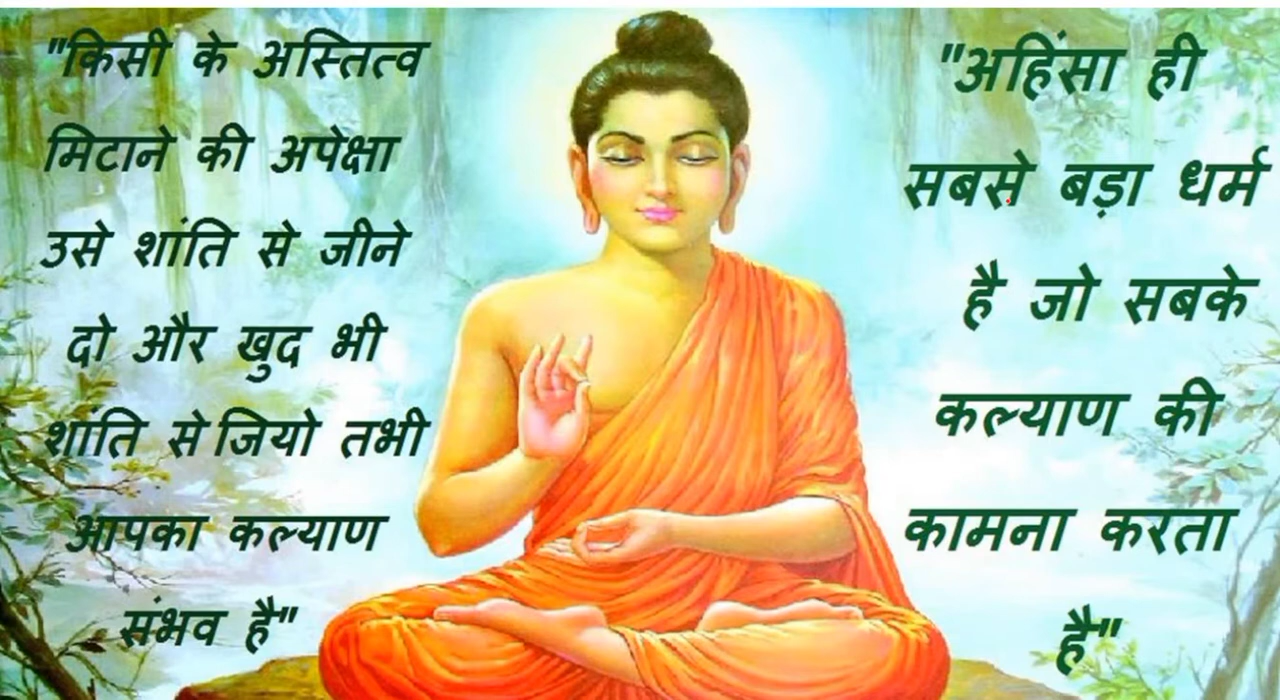 "किसी के अस्तित्व
मिटाने की अपेक्षा
उसे शांति से जीने
दो और खुद भी
शांति से जियो तभी
आपका कल्याण
संभव है"
"अहिंसा ही
सबसे बड़ा धर्म
है जो सबके
कल्याण की
कामना करता
है"